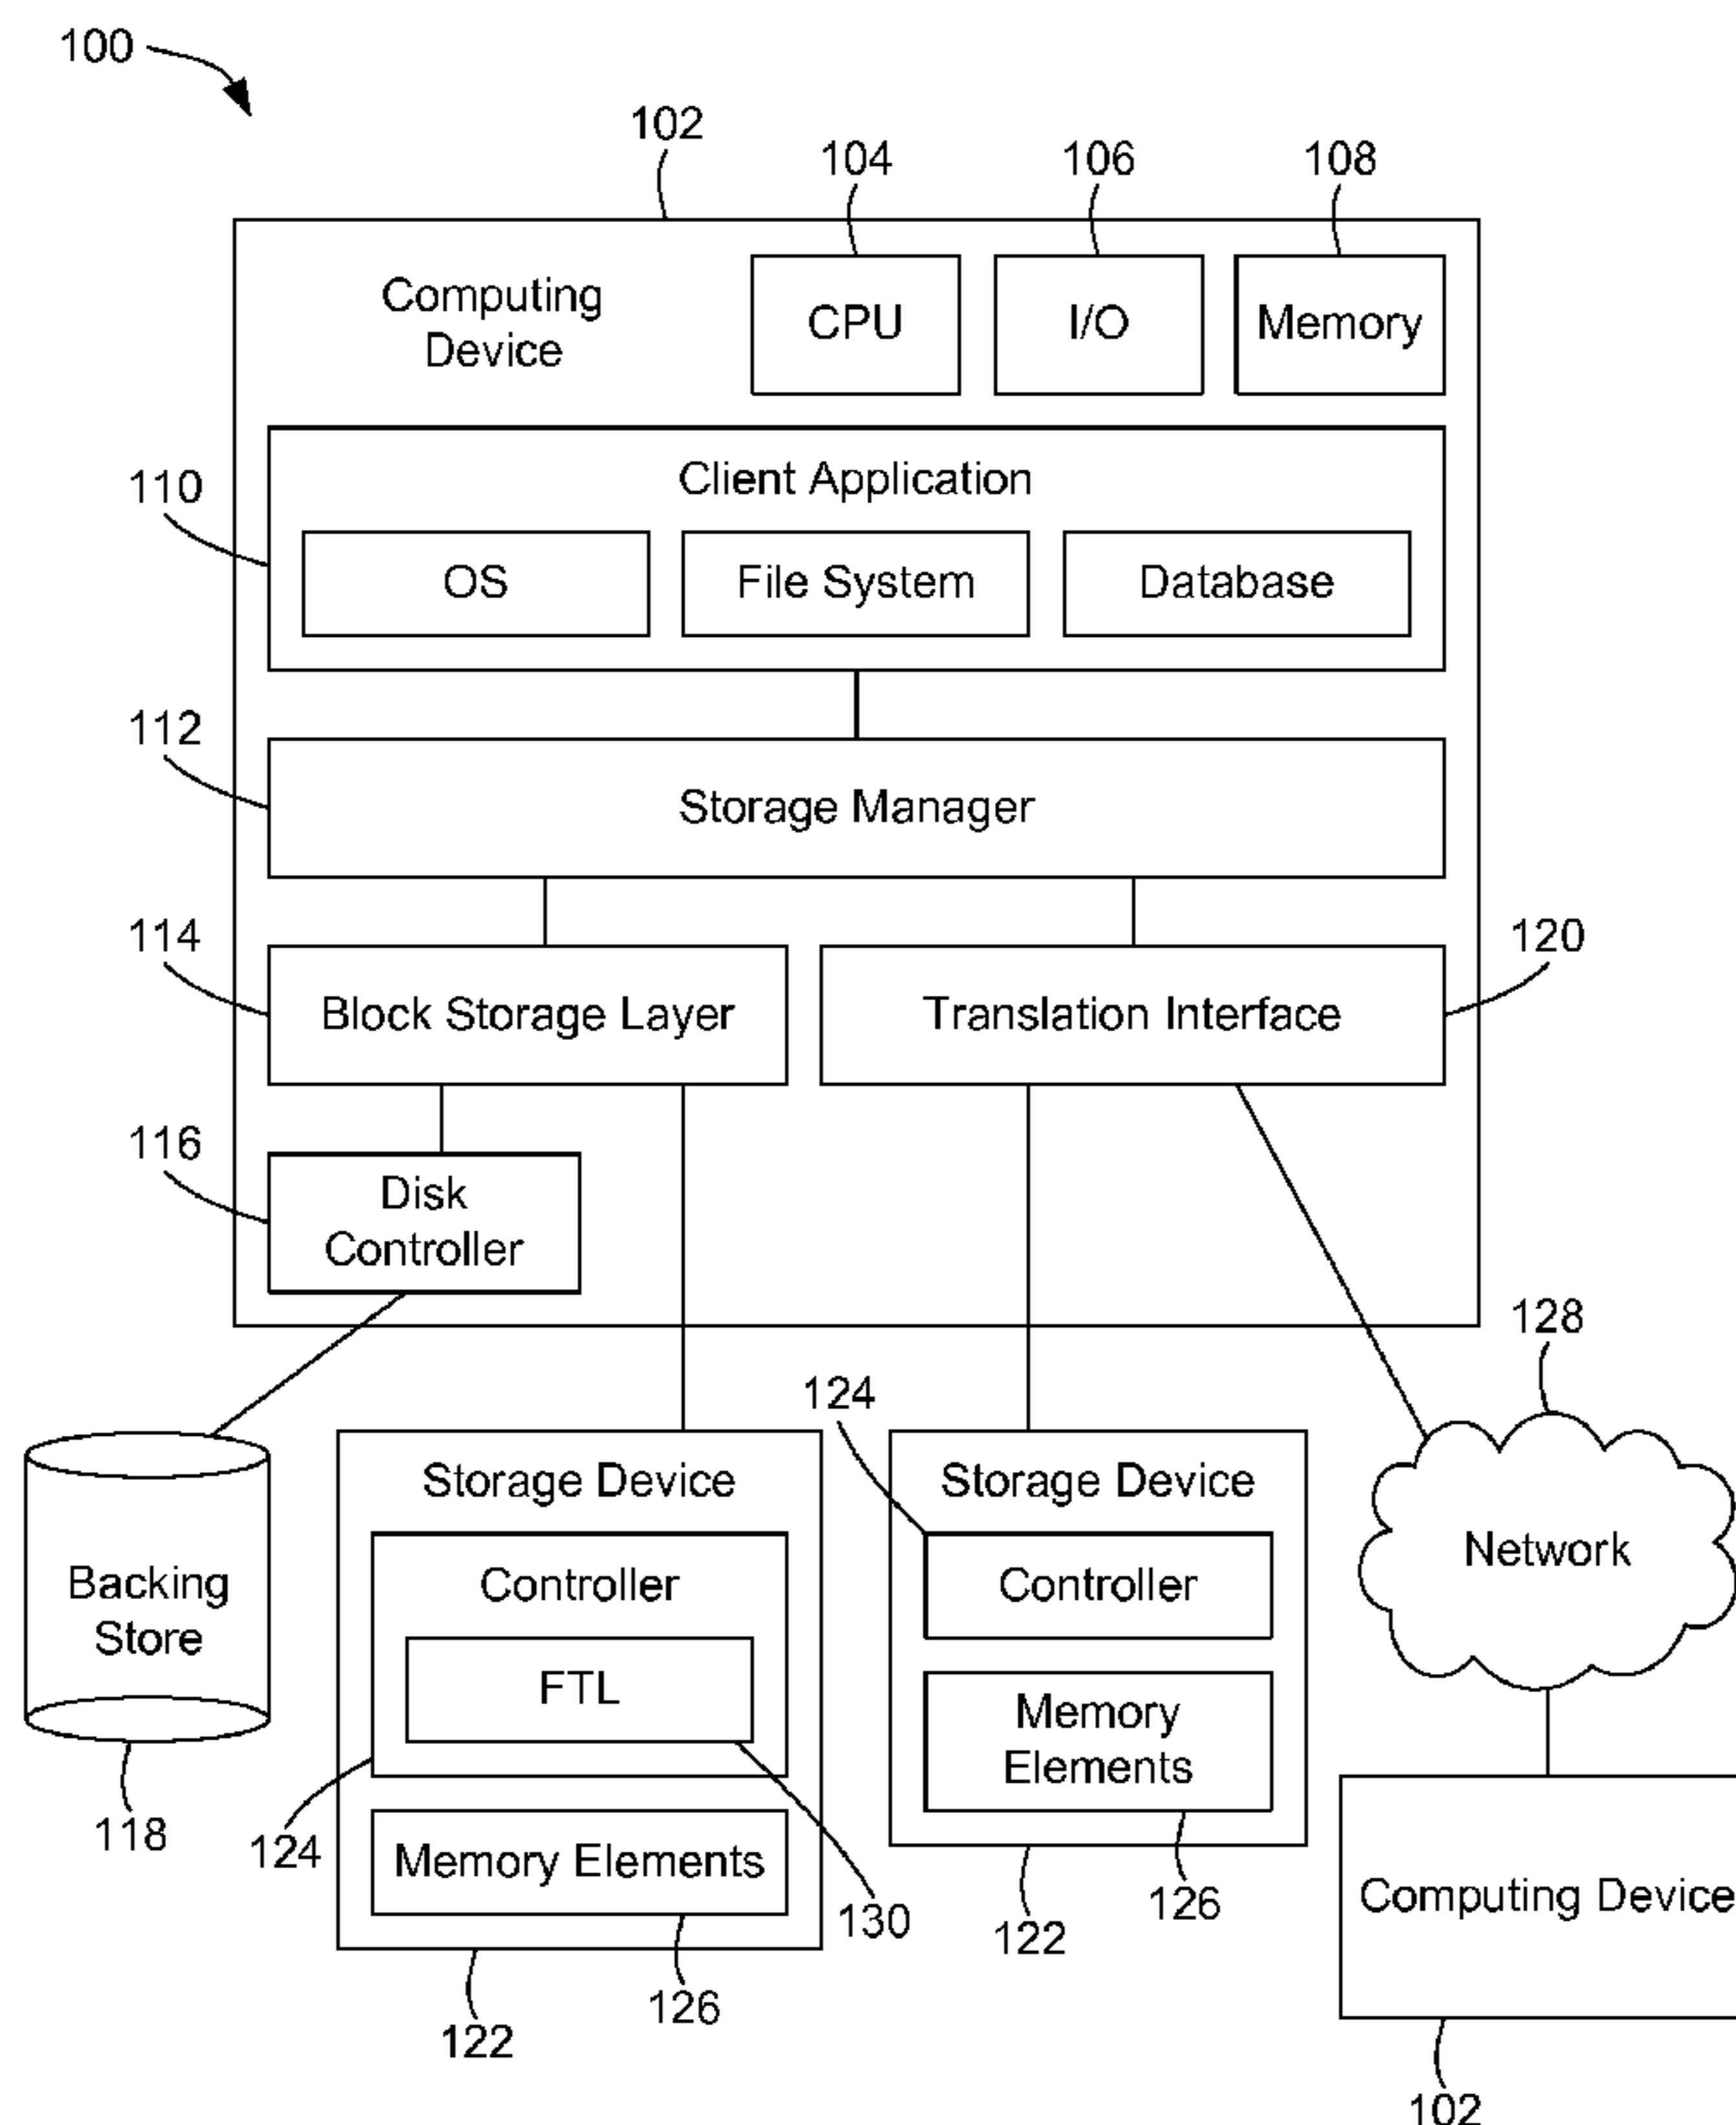 100
102
104
106
108
Computing
Device
CPU
I/O
Memory
110
Client Application
OS
File System
Database
112
Storage Manager
114
120
Block Storage Layer
Translation Interface
116
Disk
Controller
128
124
Storage Device
Storage Device
Backing
Store
Controller
Controller
Network
FTL
Memory
Elements
118
124
Memory Elements
130
126
Computing Device
122
126
122
102